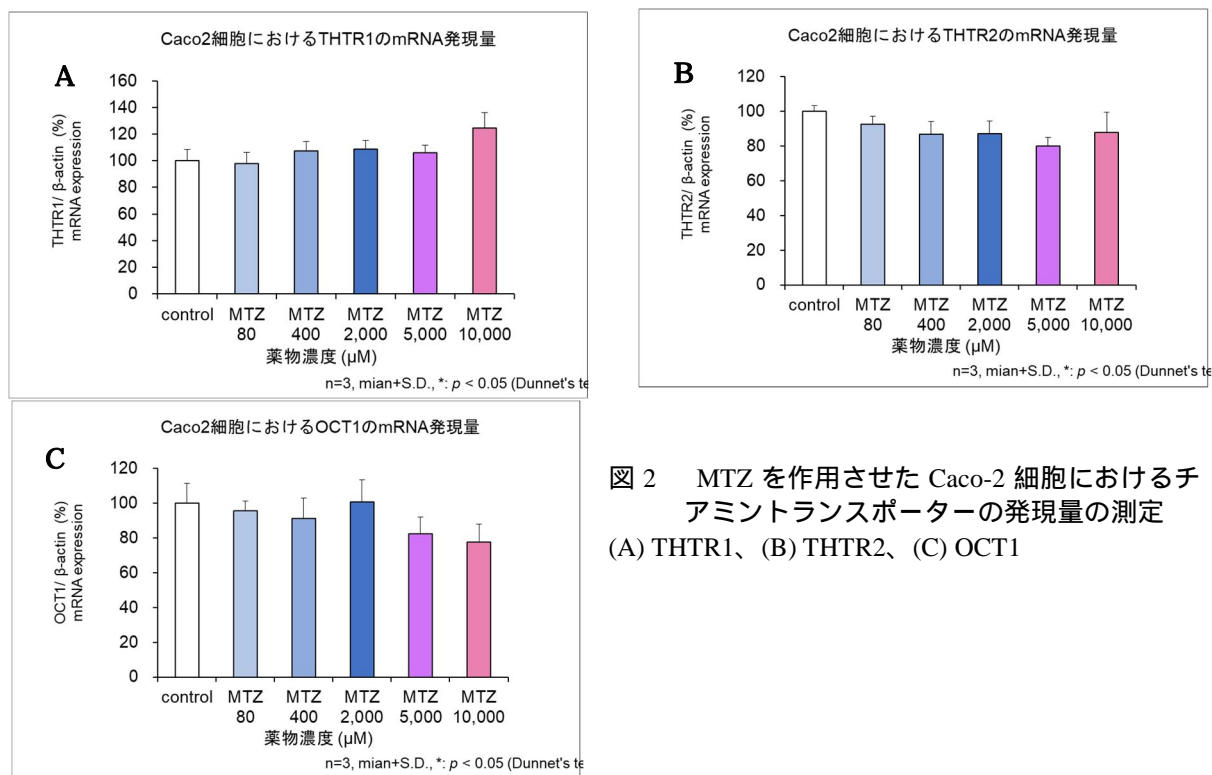 Caco2細胞におけるTHTR1のmRNA発現量
A
THTR1/ β-actin (%)
mRNA expression
160
140
120
100
80
60
40
20
0
control MTZ MTZ MTZ MTZ MTZ
80 400 2,000 5,000 10,000
薬物濃度 (μM)
n=3, mian+S.D., *: p < 0.05 (Dunnet's te
Caco2細胞におけるTHTR2のmRNA発現量
B
THTR2/ β-actin (%)
mRNA expression
120
100
80
60
40
20
0
control MTZ MTZ MTZ MTZ MTZ
80 400 2,000 5,000 10,000
薬物濃度 (μM)
n=3, mian+S.D., *: p < 0.05 (Dunnet's te
Caco2細胞におけるOCT1のmRNA発現量
C
OCT1/ β-actin (%)
mRNA expression
120
100
80
60
40
20
0
control MTZ MTZ MTZ MTZ MTZ
80 400 2,000 5,000 10,000
薬物濃度 (μM)
n=3, mian+S.D., *: p < 0.05 (Dunnet's te
図 2 MTZ を作用させた Caco-2 細胞におけるチ
アミントランスポーターの発現量の測定
(A) THTR1、(B) THTR2、(C) OCT1